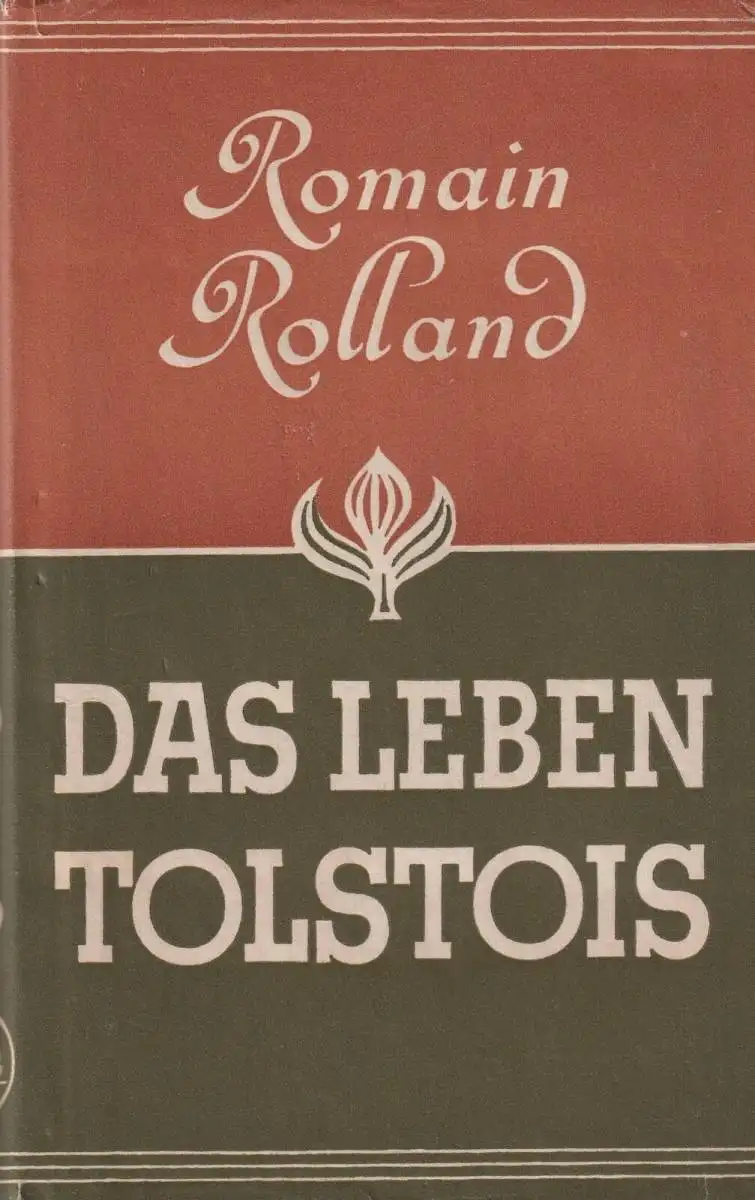 Romain
Rolland
DAS LEBEN
TOLSTOIS